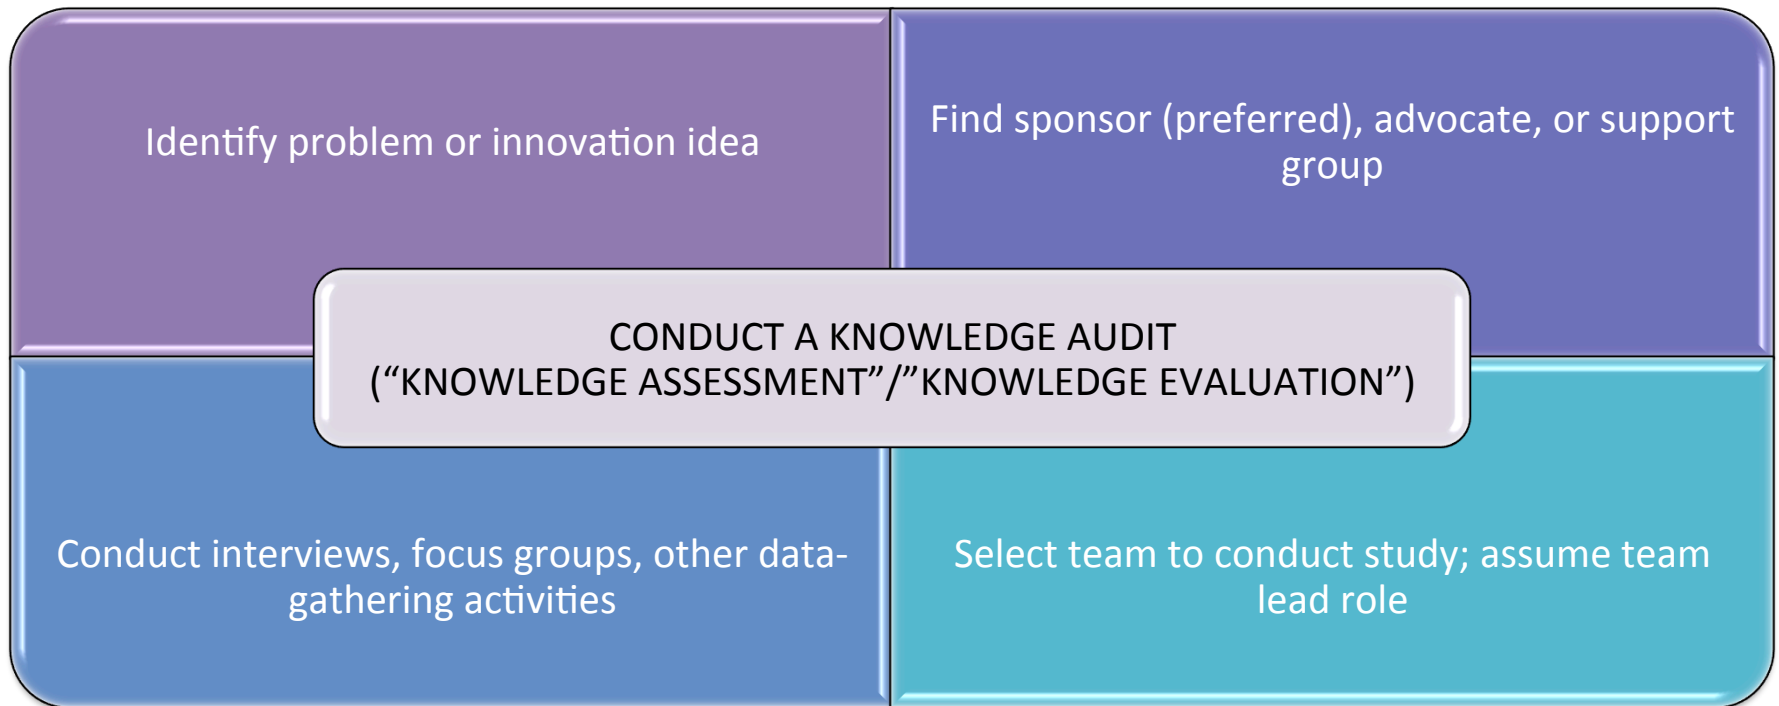 Identify problem or innovation idea
Find sponsor (preferred), advocate, or support
group
CONDUCT A KNOWLEDGE AUDIT
(“KNOWLEDGE ASSESSMENT”/”KNOWLEDGE EVALUATION”)
Conduct interviews, focus groups, other data-
gathering activities
Select team to conduct study; assume team
lead role